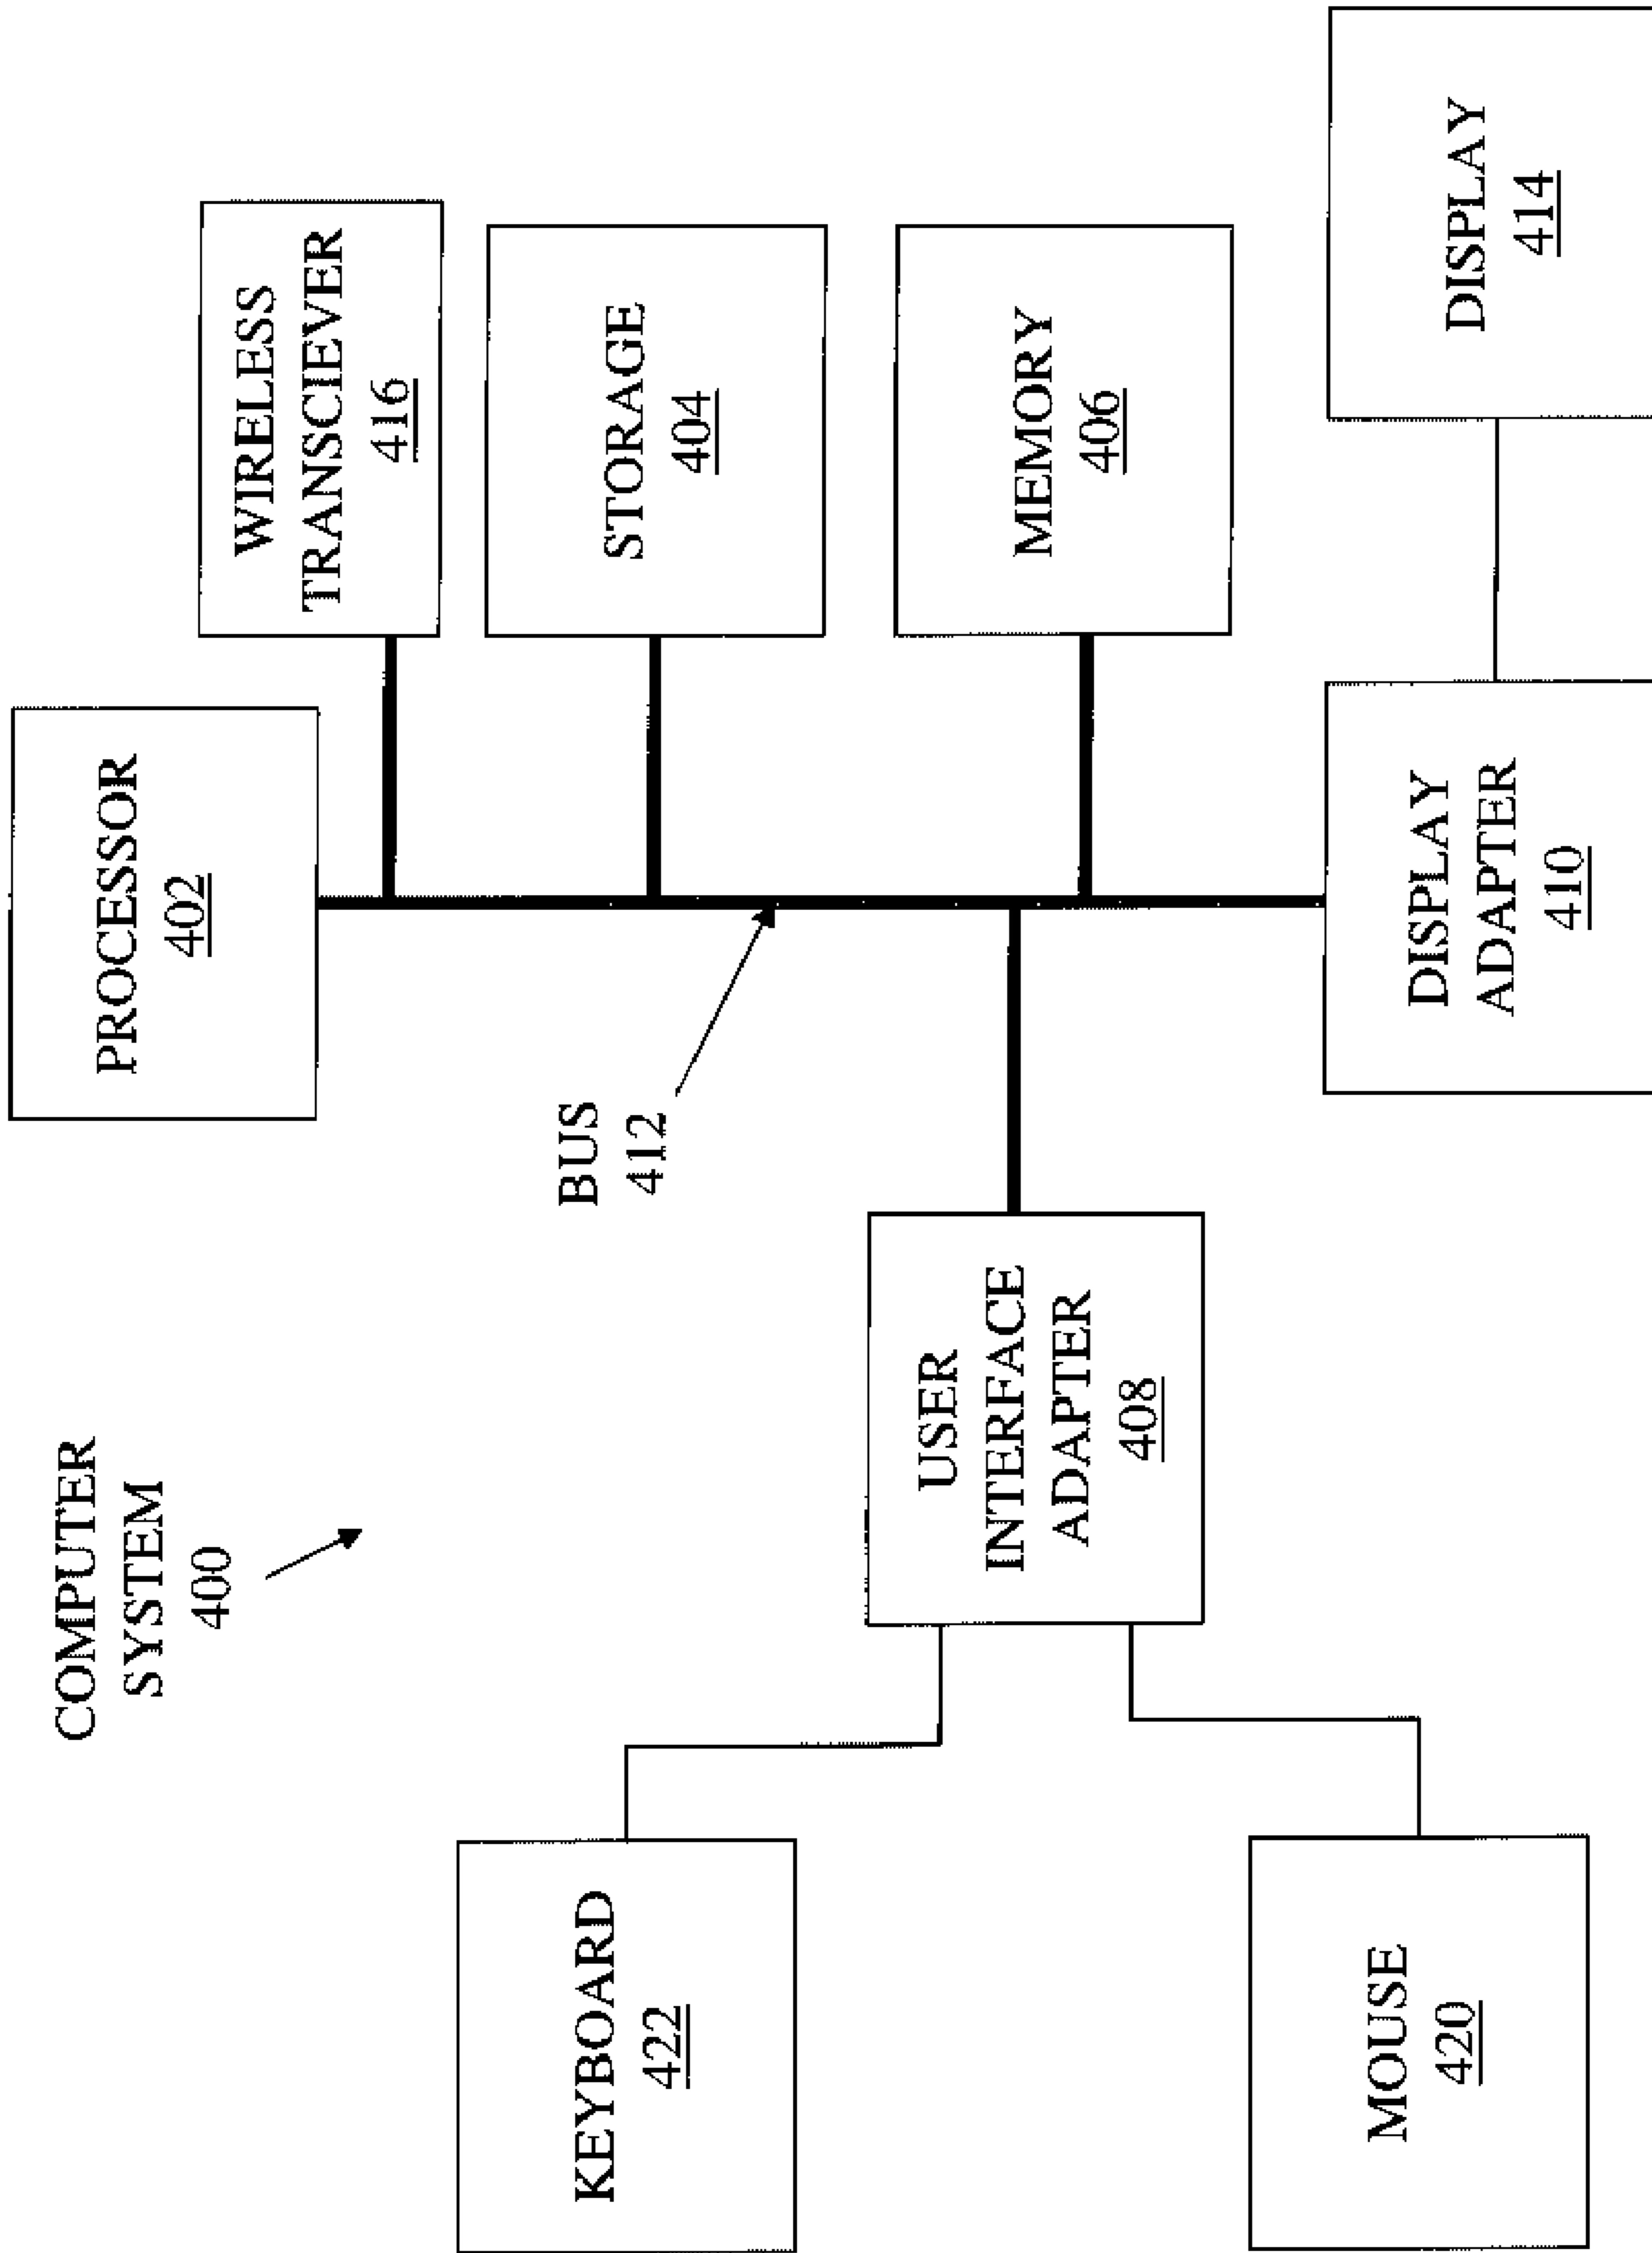 COMPUTER
SYSTEM
400
PROCESSOR
402
WIRELESS
TRANSCIEVER
416
KEYBOARD
422
BUS
412
STORAGE
404
USER
INTERFACE
ADAPTER
408
MEMORY
406
MOUSE
420
DISPLAY
ADAPTER
410
DISPLAY
414